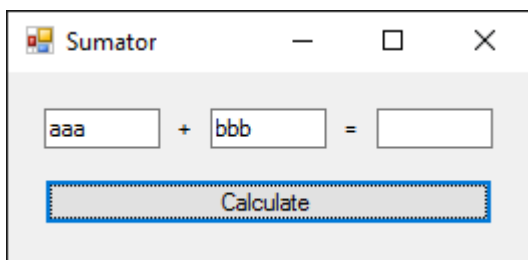 Sumator
aaa + bbb =
Calculate